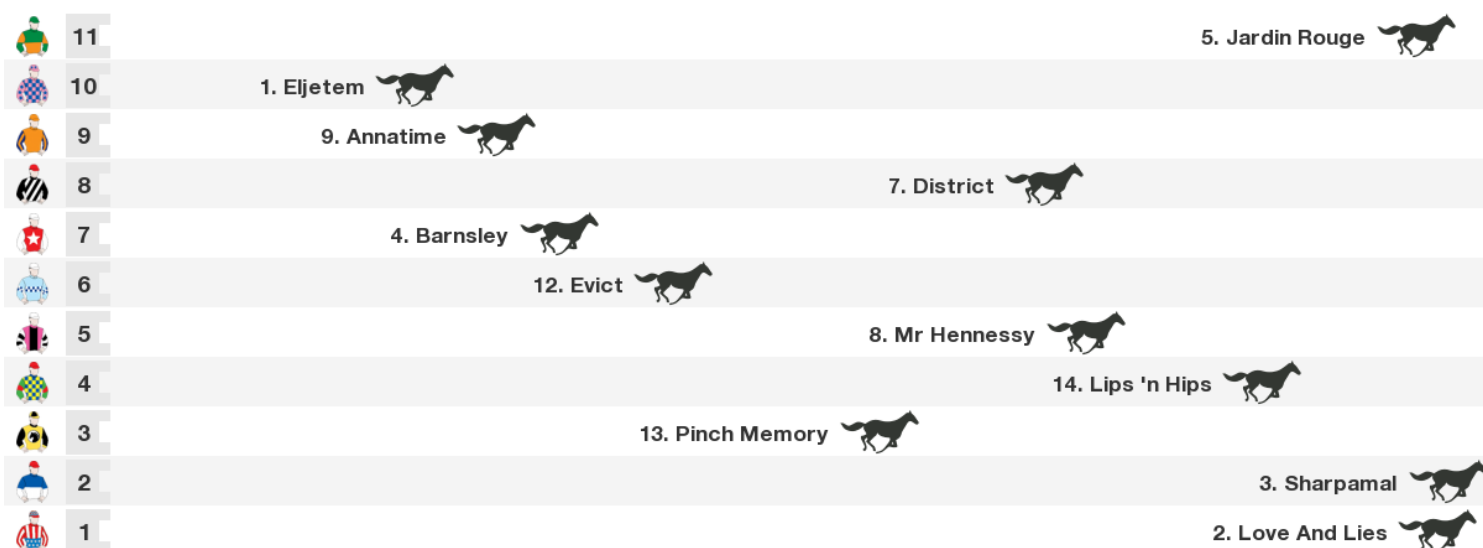 11 5. Jardin Rouge
10 1. Eljetem
9 9. Annatime
8 7. District
7 4. Barnsley
6 12. Evict
5 8. Mr Hennessy
4 14. Lips 'n Hips
3 13. Pinch Memory
2 3. Sharpamal
1 2. Love And Lies